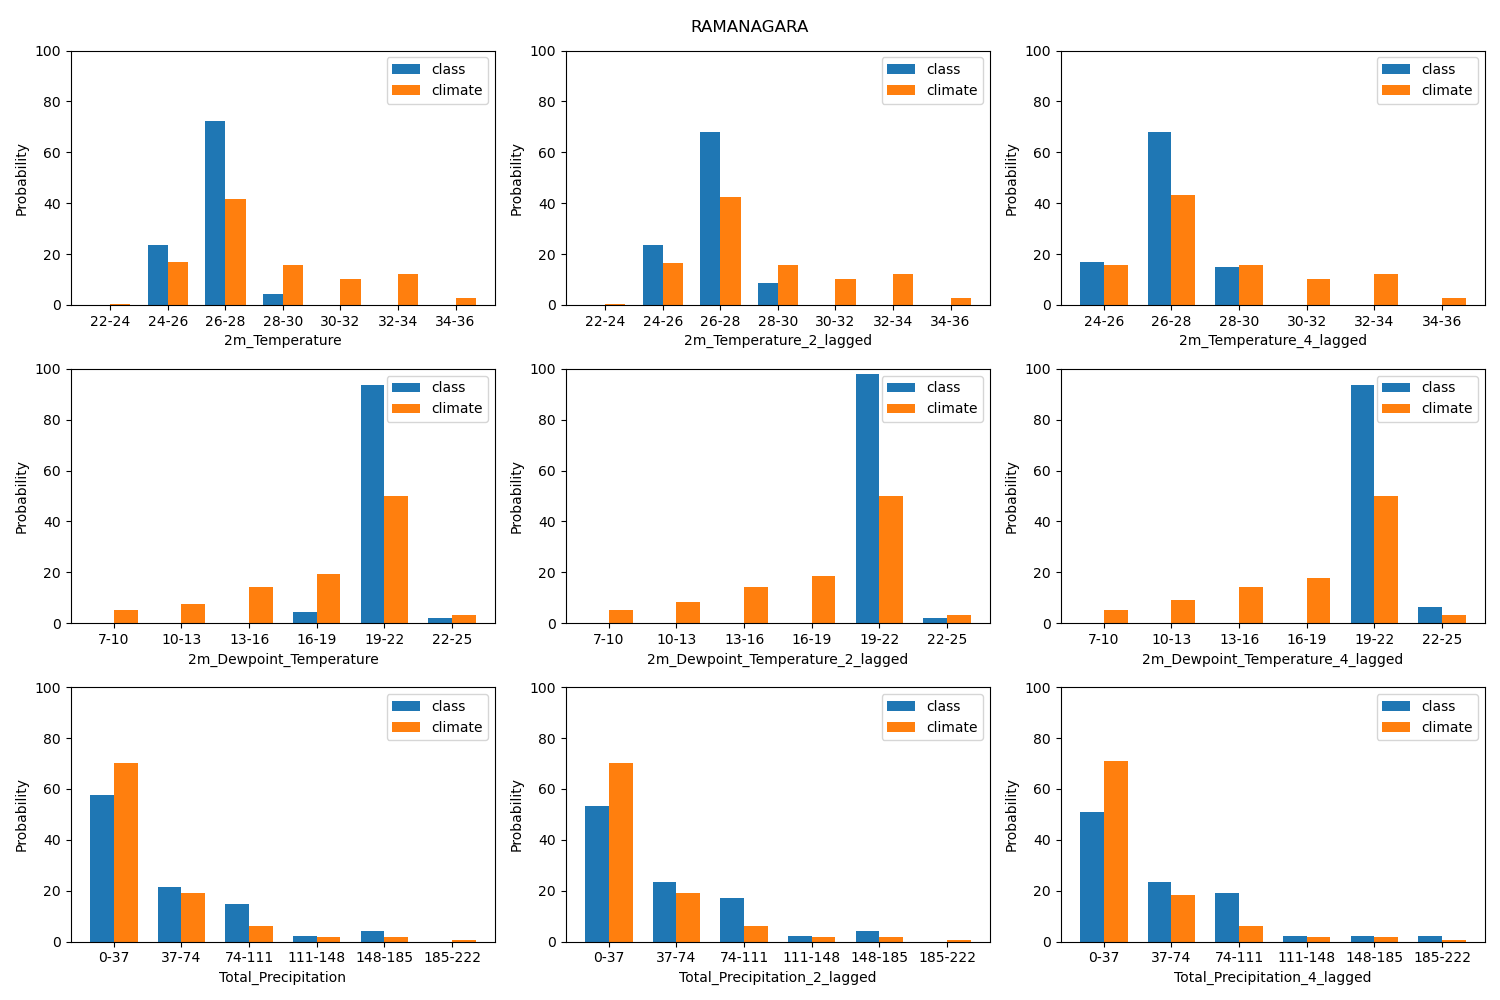 RAMANAGARA
100
80
60
40
20
0
Probability
class
climate
22-24 24-26 26-28 28-30 30-32 32-34 34-36
2m_Temperature
100
80
60
40
20
0
Probability
class
climate
22-24 24-26 26-28 28-30 30-32 32-34 34-36
2m_Temperature_2_lagged
100
80
60
40
20
0
Probability
class
climate
24-26 26-28 28-30 30-32 32-34 34-36
2m_Temperature_4_lagged
100
80
60
40
20
0
Probability
class
climate
7-10 10-13 13-16 16-19 19-22 22-25
2m_Dewpoint_Temperature
100
80
60
40
20
0
Probability
class
climate
7-10 10-13 13-16 16-19 19-22 22-25
2m_Dewpoint_Temperature_2_lagged
100
80
60
40
20
0
Probability
class
climate
7-10 10-13 13-16 16-19 19-22 22-25
2m_Dewpoint_Temperature_4_lagged
100
80
60
40
20
0
Probability
class
climate
0-37 37-74 74-111 111-148 148-185 185-222
Total_Precipitation
100
80
60
40
20
0
Probability
class
climate
0-37 37-74 74-111 111-148 148-185 185-222
Total_Precipitation_2_lagged
100
80
60
40
20
0
Probability
class
climate
0-37 37-74 74-111 111-148 148-185 185-222
Total_Precipitation_4_lagged